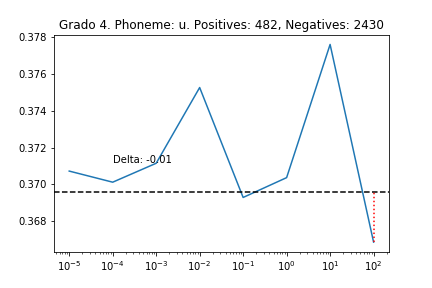 Grado 4. Phoneme: u. Positives: 482, Negatives: 2430
0.378
0.376
0.374
0.372
0.370
0.368
Delta: -0.01
10⁻⁵ 10⁻⁴ 10⁻³ 10⁻² 10⁻¹ 10⁰ 10¹ 10²